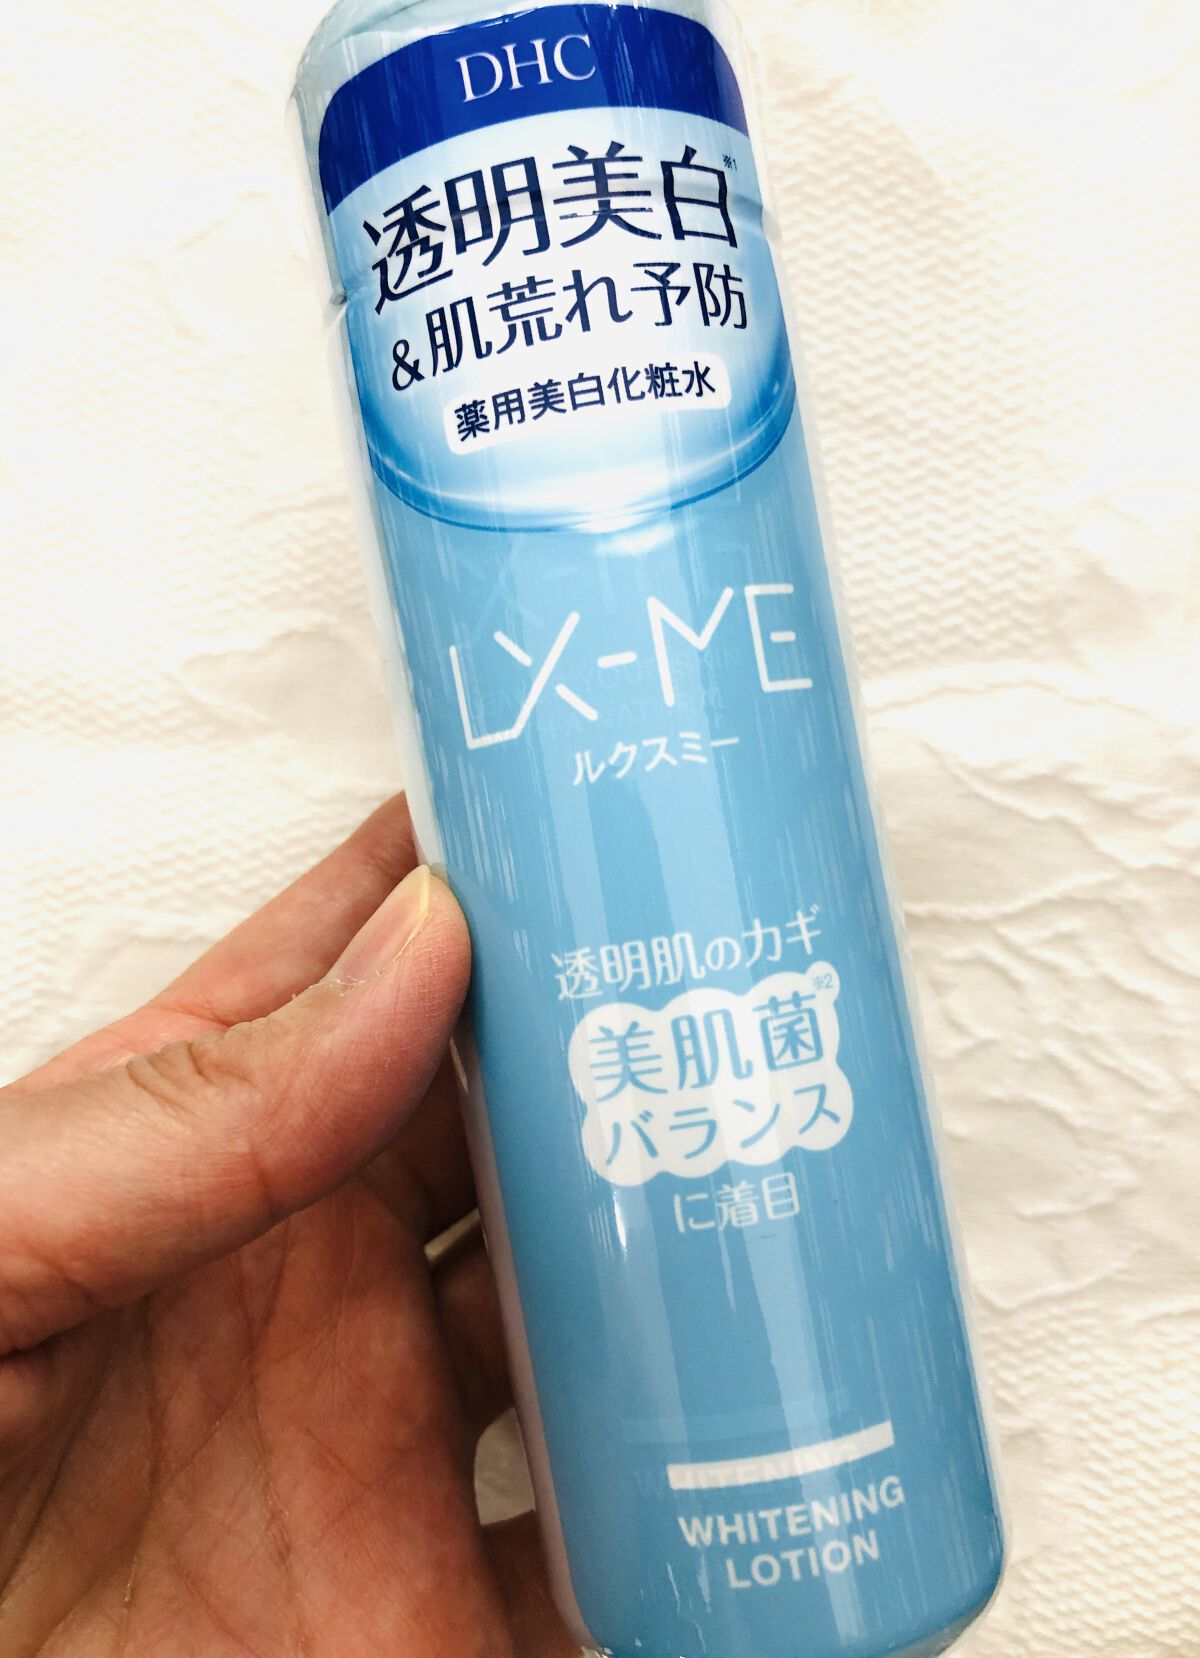 DHC
透明美白※1
&肌荒れ予防
薬用美白化粧水
LX-ME
ルクスミー
透明肌のカギ
美肌菌※2
バランス
に着目
WHITENING
LOTION